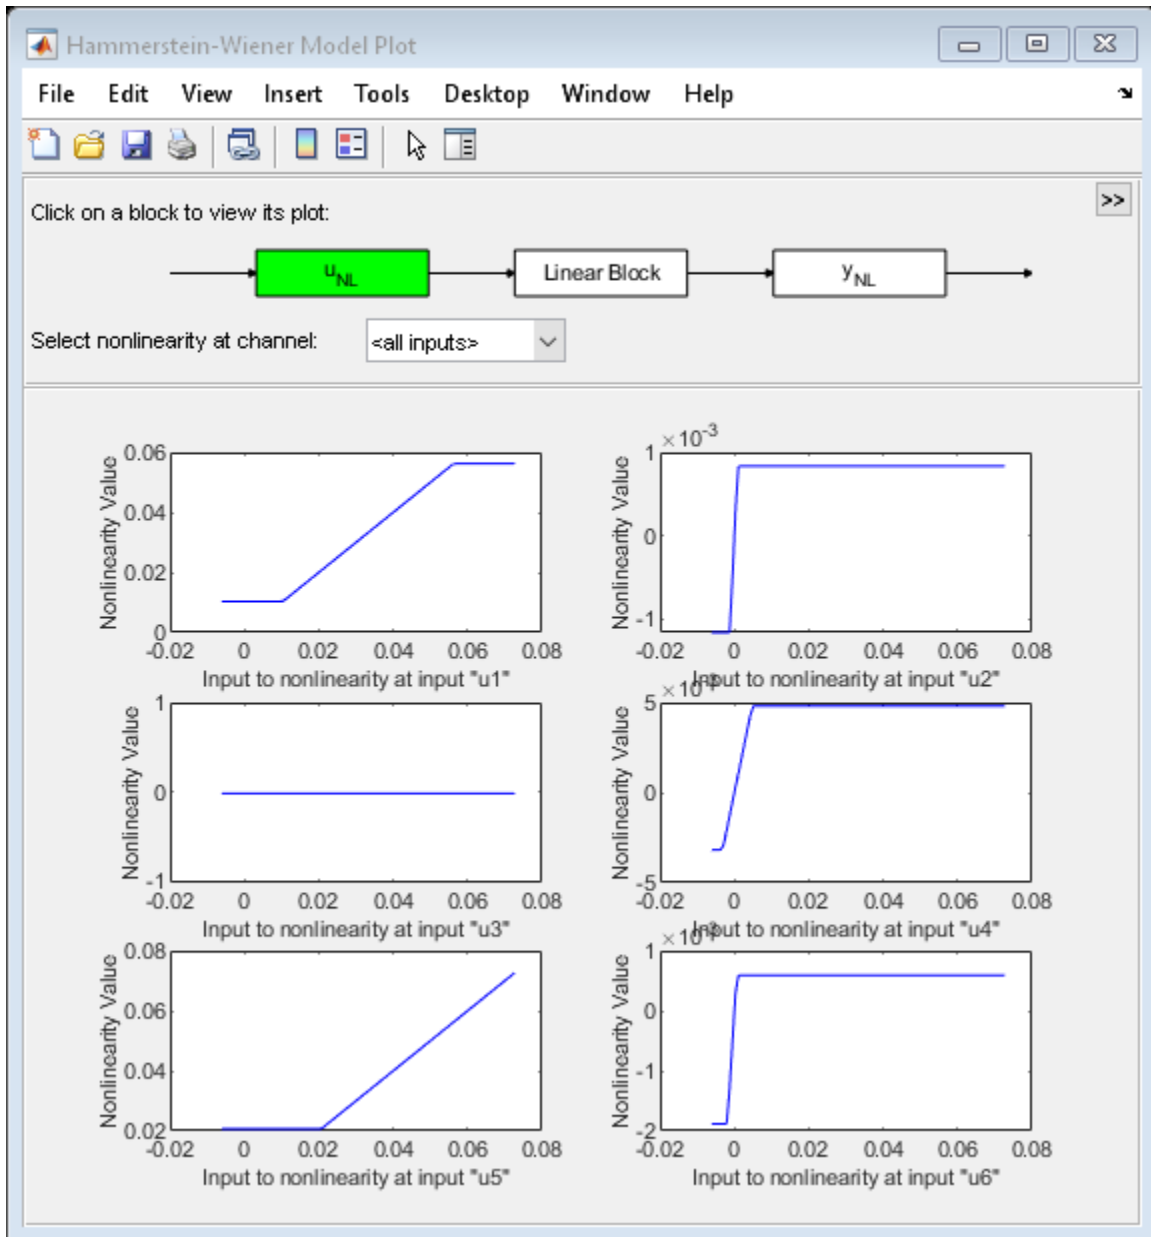 Hammerstein-Wiener Model Plot
File Edit View Insert Tools Desktop Window Help
>>
Click on a block to view its plot:
uNL Linear Block yNL
Select nonlinearity at channel: <all inputs>
Nonlinearity Value
0.06
0.04
0.02
0
-0.02 0 0.02 0.04 0.06 0.08
Input to nonlinearity at input "u1"
×10-3
Nonlinearity Value
1
0
-1
-0.02 0 0.02 0.04 0.06 0.08
Input to nonlinearity at input "u2"
Nonlinearity Value
1
0
-1
-0.02 0 0.02 0.04 0.06 0.08
Input to nonlinearity at input "u3"
×10-3
Nonlinearity Value
5
0
-5
-0.02 0 0.02 0.04 0.06 0.08
Input to nonlinearity at input "u4"
Nonlinearity Value
0.08
0.06
0.04
0.02
-0.02 0 0.02 0.04 0.06 0.08
Input to nonlinearity at input "u5"
×10-3
Nonlinearity Value
1
0
-1
-2
-0.02 0 0.02 0.04 0.06 0.08
Input to nonlinearity at input "u6"